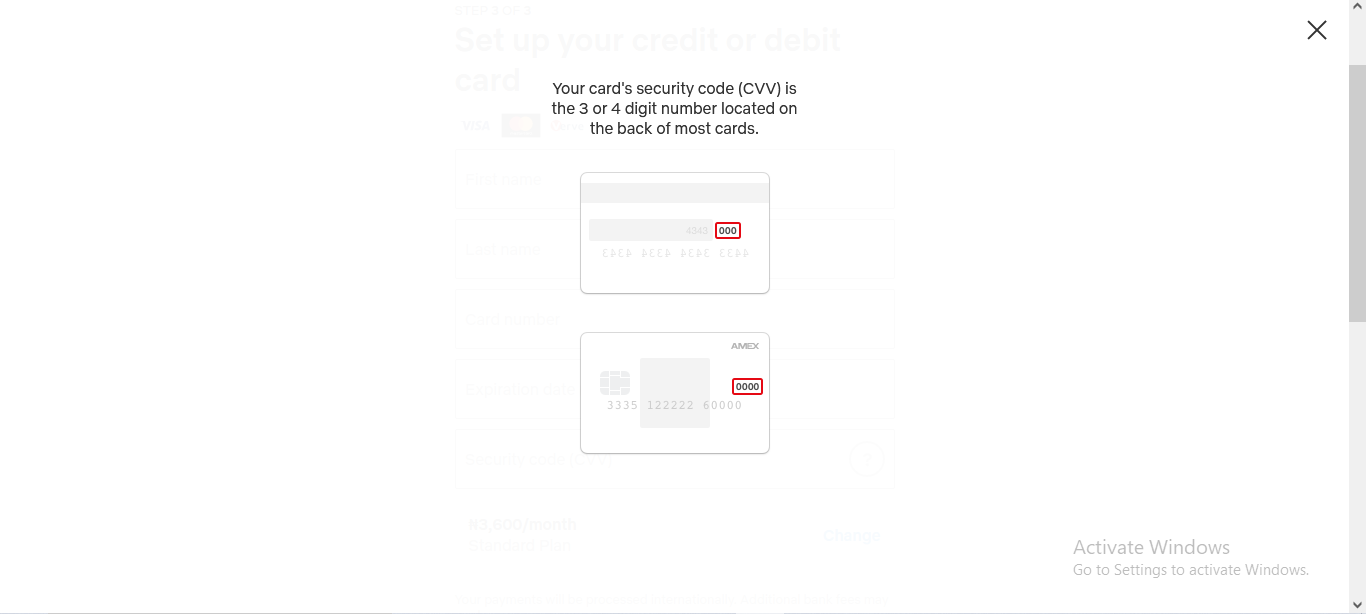 STEP 3 OF 3
Set up your credit or debit
card
Your card's security code (CVV) is
the 3 or 4 digit number located on
the back of most cards.
VISA
First name
4343 000
Last name
AMEX
Card number
0000
Expiration date
3335 122222 60000
Security code (CVV) ?
₦3,600/month
Standard Plan
Change
Activate Windows
Go to Settings to activate Windows.